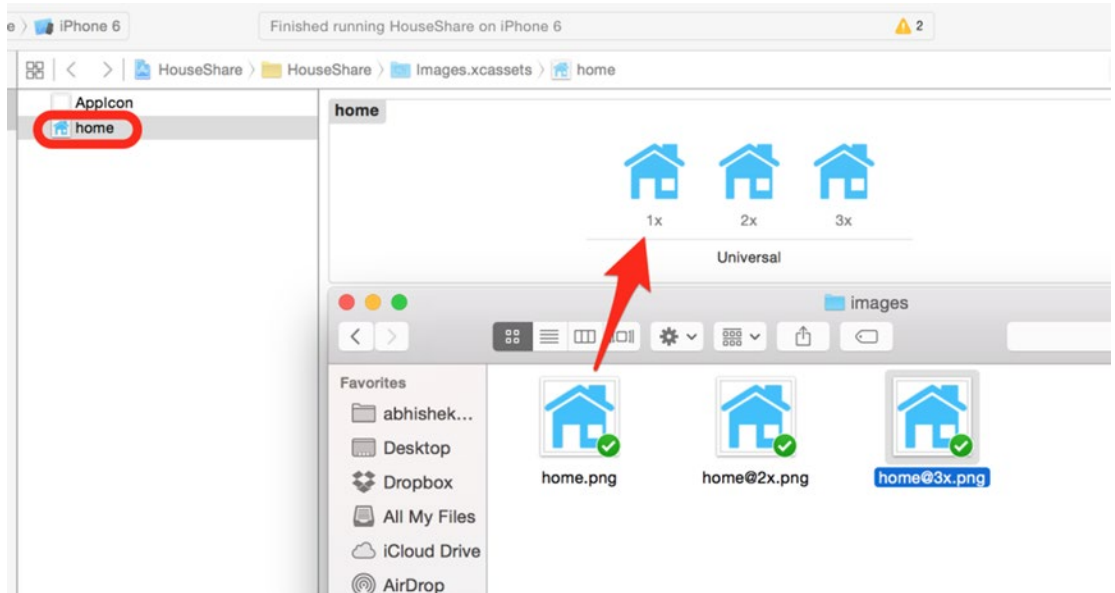 e > iPhone 6 Finished running HouseShare on iPhone 6 2
HouseShare > HouseShare > Images.xcassets > home
AppIcon
home
home
1x 2x 3x
Universal
images
Favorites
abhishek...
Desktop
Dropbox
All My Files
iCloud Drive
AirDrop
home.png home@2x.png home@3x.png